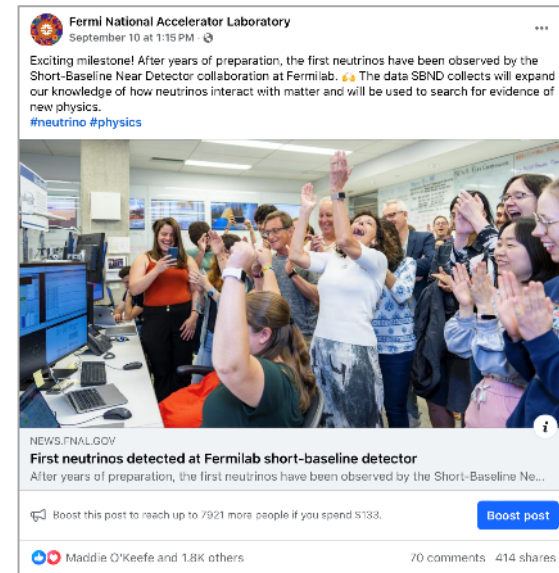 Fermi National Accelerator Laboratory
September 10 at 1:15 PM ·
Exciting milestone! After years of preparation, the first neutrinos have been observed by the
Short-Baseline Near Detector collaboration at Fermilab. 👏 The data SBND collects will expand
our knowledge of how neutrinos interact with matter and will be used to search for evidence of
new physics.
#neutrino #physics
NEWS.FNAL.GOV
First neutrinos detected at Fermilab short-baseline detector
After years of preparation, the first neutrinos have been observed by the Short-Baseline Ne...
Boost this post to reach up to 7921 more people if you spend $133.
Boost post
Maddie O'Keefe and 1.8K others
70 comments 414 shares